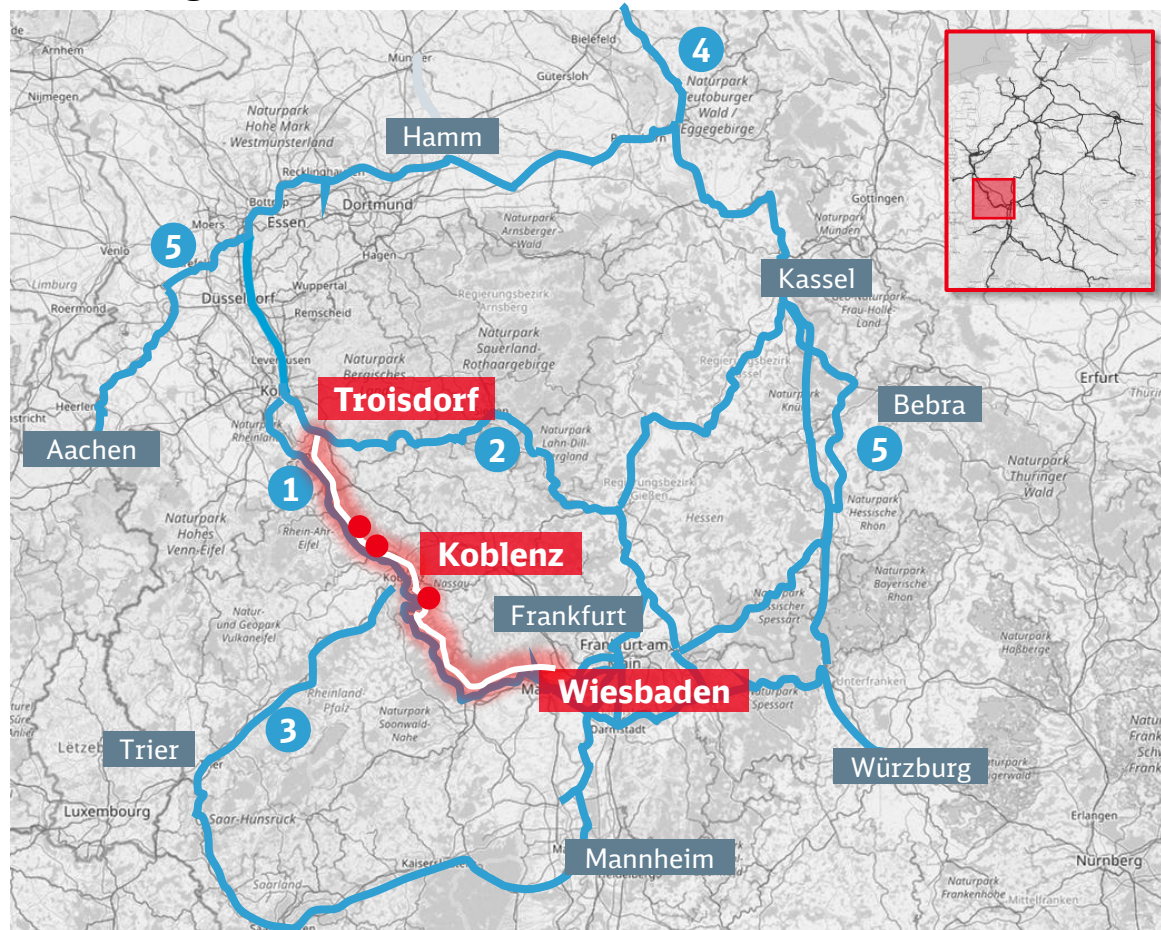 de
Arnhem
Nijmegen
Bielefeld
Gütersloh
4
Naturpark
Teutoburger
Wald /
Eggegebirge
Naturpark
Hohe Mark
- Westmünsterland
Hamm
Recklinghausen
Bottrop
Dortmund
Essen
Moers
Venlo
5
Hagen
Naturpark
Arnsberger
-Wald
Göttingen
Naturpark
Münden
Limburg
Roermond
Düsseldorf
Wuppertal
Remscheid
Regierungsbezirk
Arnsberg
Kassel
Frau-Holle-
Land
Naturpark
Sauerland-
Rothaargebirge
Leverkusen
Naturpark
Bergisches
Erfurt
Heerlen
Troisdorf
Bebra
Aachen
Naturpark
Rheinland
2
Naturpark
Lahn-Dill-
Bergland
5
1
Regierungsbezirk
Gießen
Naturpark
Thüringer
Wald
Naturpark
Hessische
Rhön
Naturpark
Hohes
Venn-Eifel
Rhein-Ahr-
Eifel
Hessen
Koblenz
Nassau
Naturpark
Bayerische
Rhön
Natur-
und Geopark
Vulkaneifel
Frankfurt
Naturpark
Hessischer
Spessart
Frankfurt am
Main
Naturpark
Haßberge
Wiesbaden
Rheinland-
Pfalz
Naturpark
Soonwald-
Nahe
Naturpark
Spessart
Unterfranken
3
Darmstadt
Trier
Würzburg
Luxembourg
Saar-Hunsrück
Erlangen
Mannheim
Nürnberg
Kaiserslautern
Heidelberg
Saarland
Naturpark
Frankenhöhe
Mittelfranken